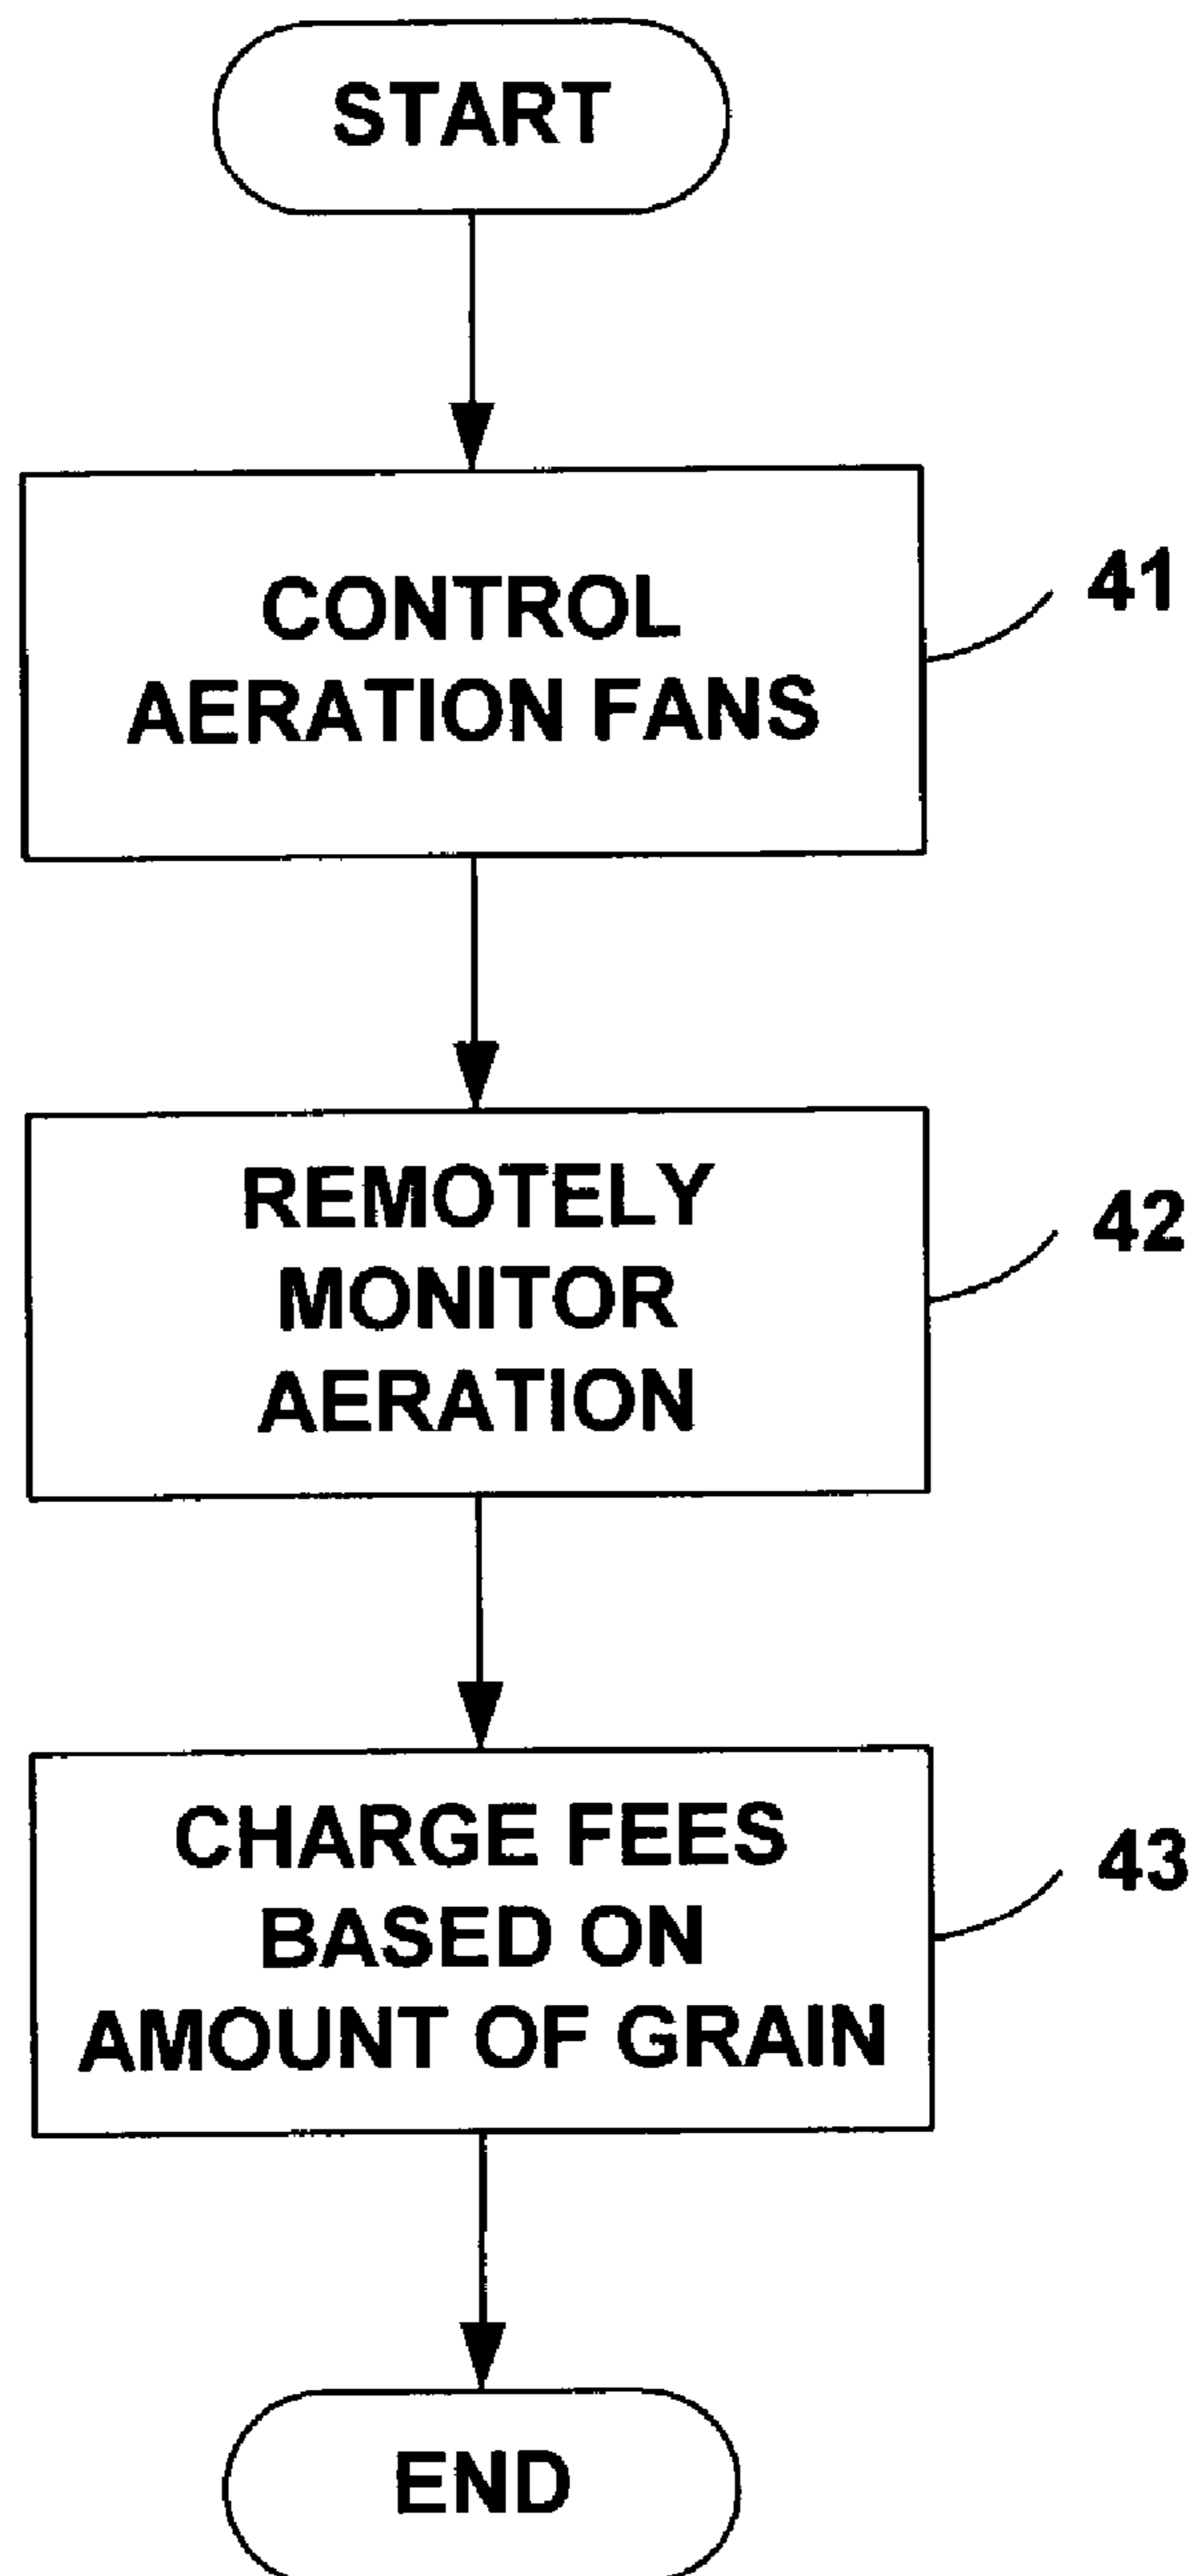 START
CONTROL
AERATION FANS
41
REMOTELY
MONITOR
AERATION
42
CHARGE FEES
BASED ON
AMOUNT OF GRAIN
43
END